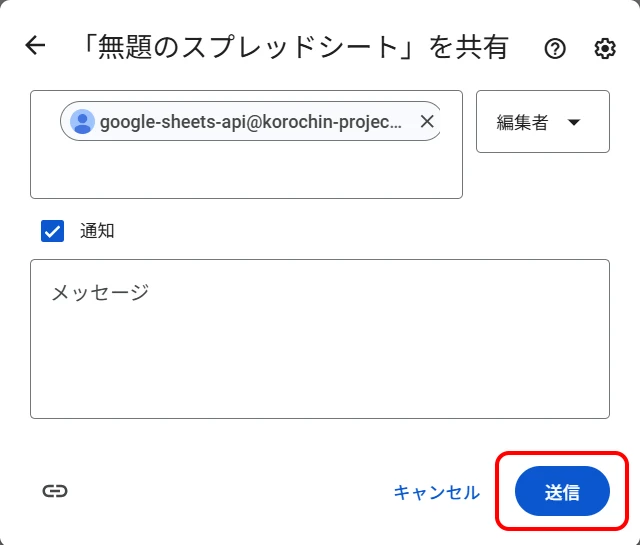 「無題のスプレッドシート」を共有
google-sheets-api@korochin-projec...
編集者
通知
メッセージ
キャンセル
送信